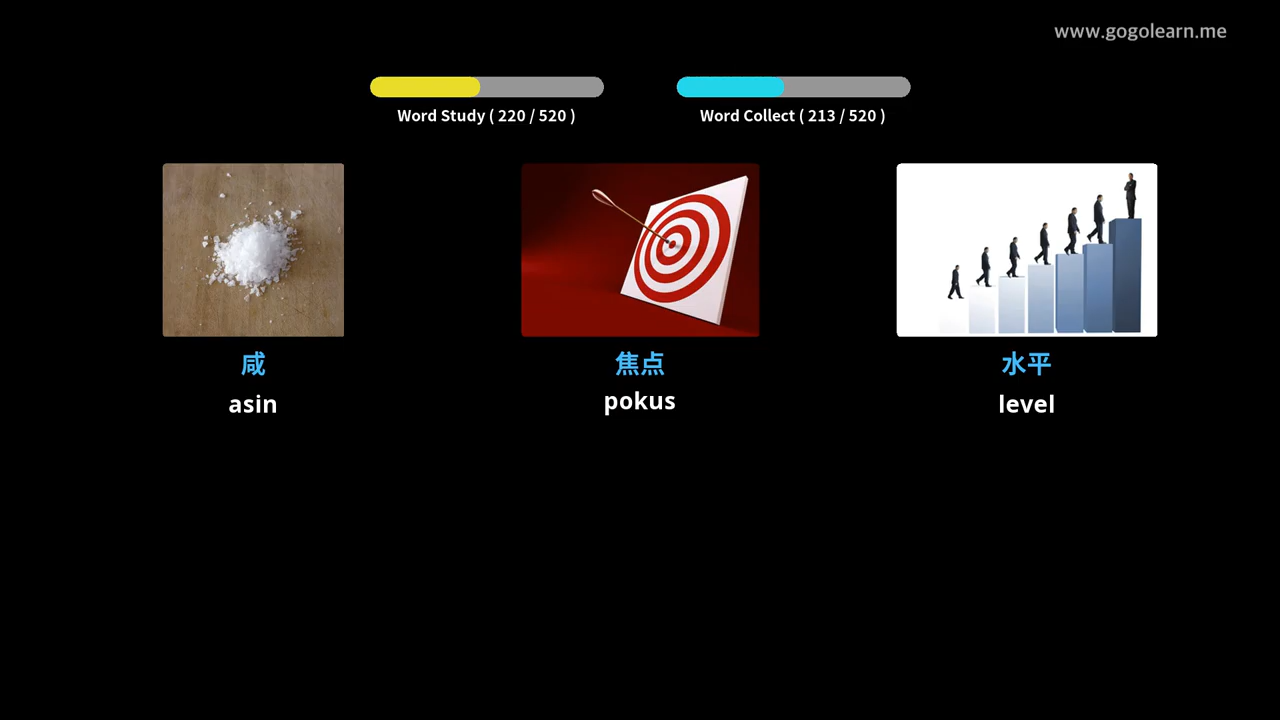 www.gogolearn.me
Word Study ( 220 / 520 )
Word Collect ( 213 / 520 )
咸
焦点
水平
asin
pokus
level